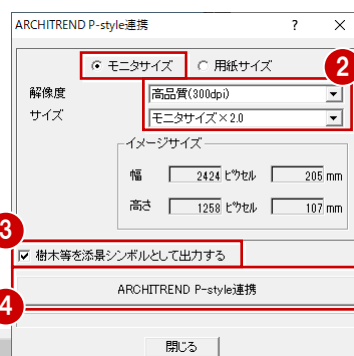 ARCHITREND P-style連携 ? ×
モニタサイズ 用紙サイズ
2
解像度 高品質(300dpi)
サイズ モニタサイズ×2.0
イメージサイズ
幅 2424 ピクセル 205 mm
高さ 1258 ピクセル 107 mm
3
樹木等を添景シンボルとして出力する
ARCHITREND P-style連携
4
閉じる